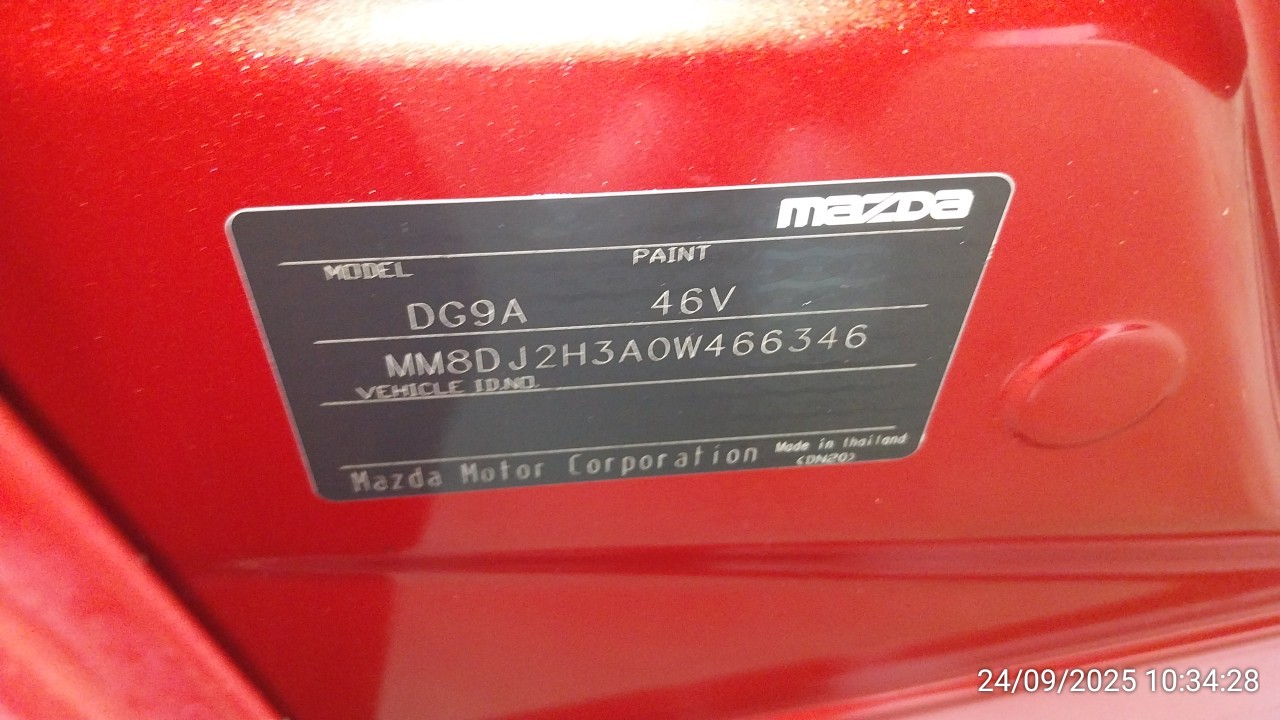 mazda
MODEL PAINT
DG9A 46V
MM8DJ2H3A0W466346
VEHICLE ID.NO.
Mazda Motor Corporation Made in thailand
(DN20)
24/09/2025 10:34:28